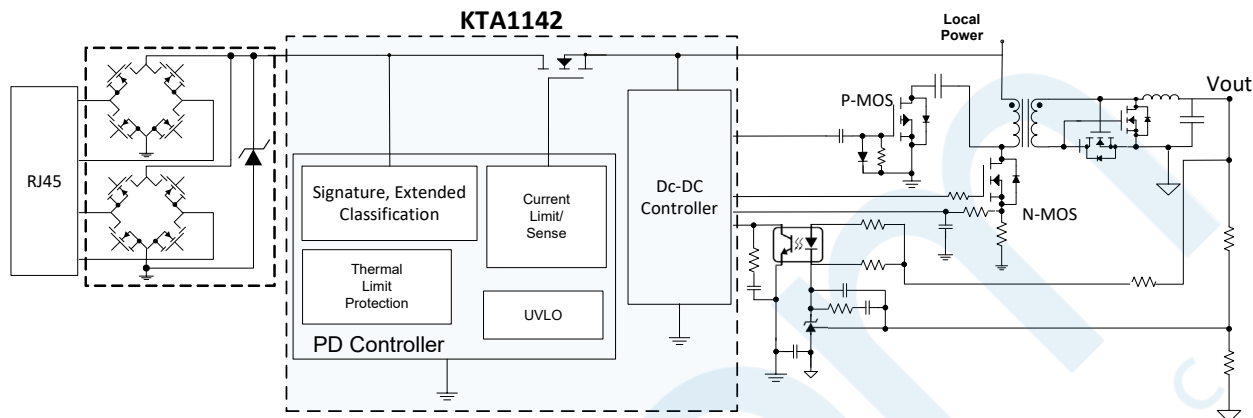 KTA1142
Local
Power
P-MOS
Vout
RJ45
Signature, Extended
Classification
Current
Limit/
Sense
Dc-DC
Controller
N-MOS
Thermal
Limit
Protection
UVLO
PD Controller